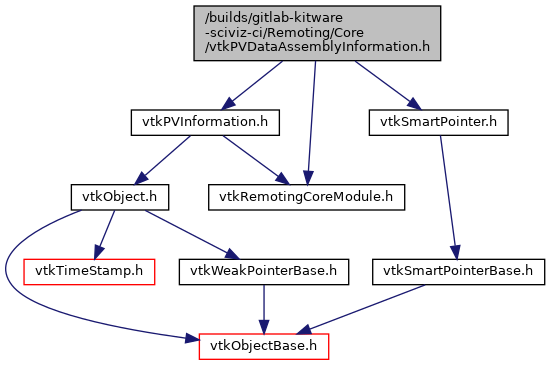 /builds/gitlab-kitware
-sciviz-ci/Remoting/Core
/vtkPVDataAssemblyInformation.h
vtkPVInformation.h
vtkSmartPointer.h
vtkObject.h
vtkRemotingCoreModule.h
vtkTimeStamp.h
vtkWeakPointerBase.h
vtkSmartPointerBase.h
vtkObjectBase.h